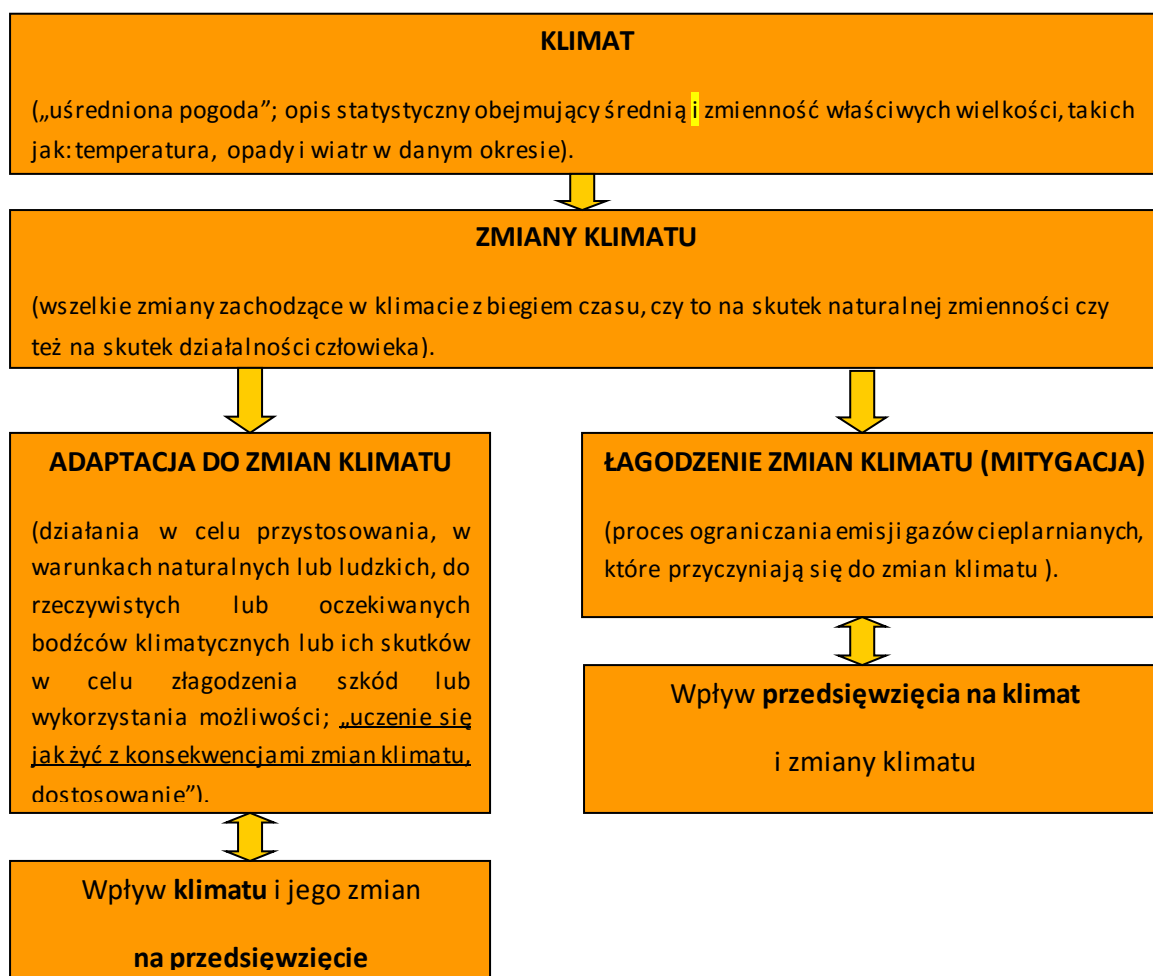 KLIMAT
(„uśredniona pogoda”; opis statystyczny obejmujący średnią i zmienność właściwych wielkości, takich
jak: temperatura, opady i wiatr w danym okresie).
ZMIANY KLIMATU
(wszelkie zmiany zachodzące w klimacie z biegiem czasu, czy to na skutek naturalnej zmienności czy
też na skutek działalności człowieka).
ADAPTACJA DO ZMIAN KLIMATU
(działania w celu przystosowania, w
warunkach naturalnych lub ludzkich, do
rzeczywistych lub oczekiwanych
bodźców klimatycznych lub ich skutków
w celu złagodzenia szkód lub
wykorzystania możliwości; „uczenie się
jak żyć z konsekwencjami zmian klimatu,
dostosowanie”).
ŁAGODZENIE ZMIAN KLIMATU (MITYGACJA)
(proces ograniczania emisji gazów cieplarnianych,
które przyczyniają się do zmian klimatu ).
Wpływ przedsięwzięcia na klimat
i zmiany klimatu
Wpływ klimatu i jego zmian
na przedsięwzięcie